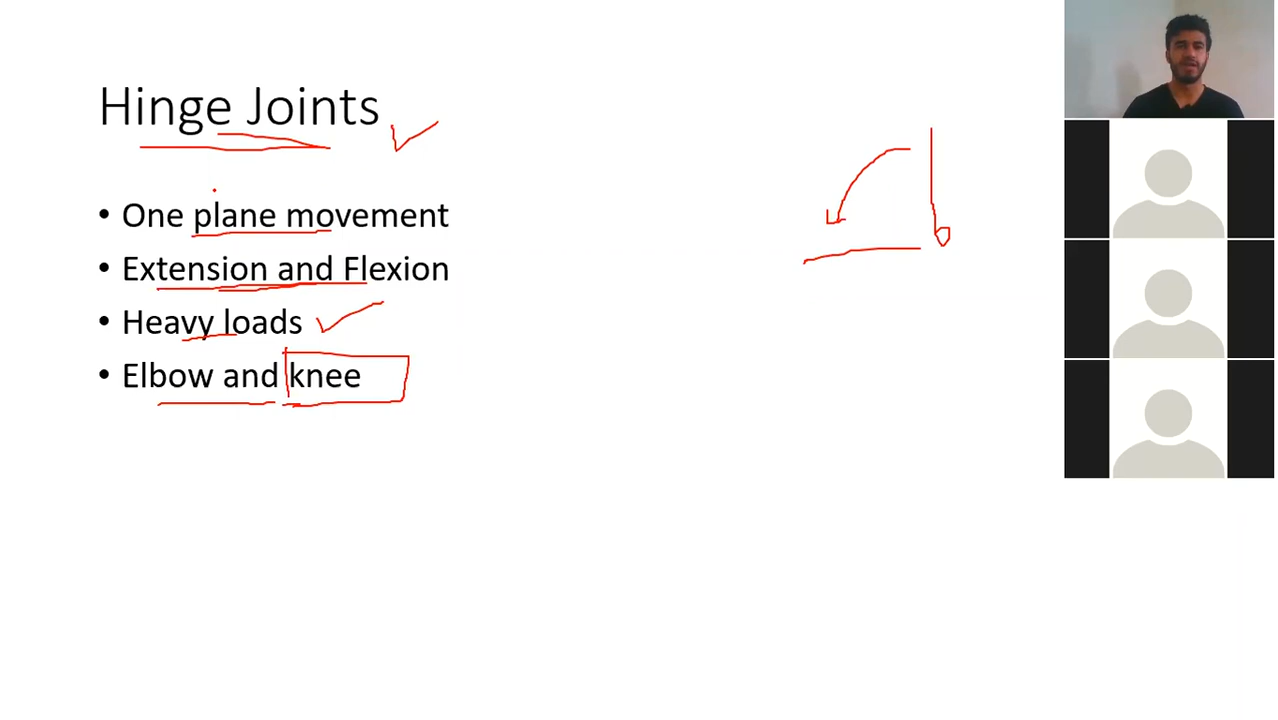 Hinge Joints
• One plane movement
• Extension and Flexion
• Heavy loads
• Elbow and knee